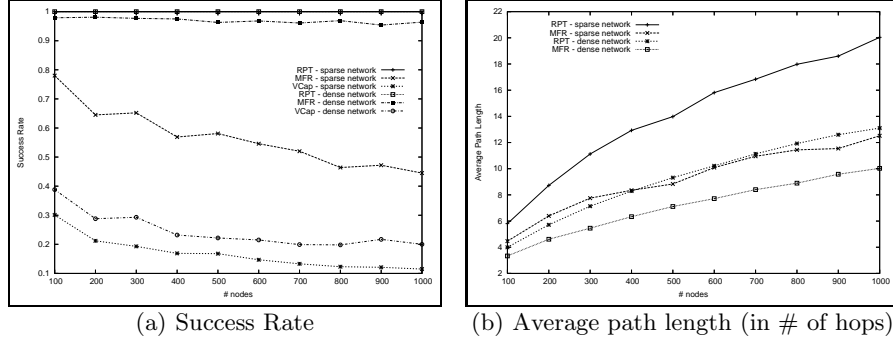 1
0.9
0.8
0.7
0.6
0.5
0.4
0.3
0.2
0.1
100 200 300 400 500 600 700 800 900 1000
Success Rate
# nodes
RPT - sparse network
MFR - sparse network
VCap - sparse network
RPT - dense network
MFR - dense network
VCap - dense network
(a) Success Rate
22
20
18
16
14
12
10
8
6
4
2
100 200 300 400 500 600 700 800 900 1000
Average Path Length
# nodes
RPT - sparse network
MFR - sparse network
RPT - dense network
MFR - dense network
(b) Average path length (in # of hops)